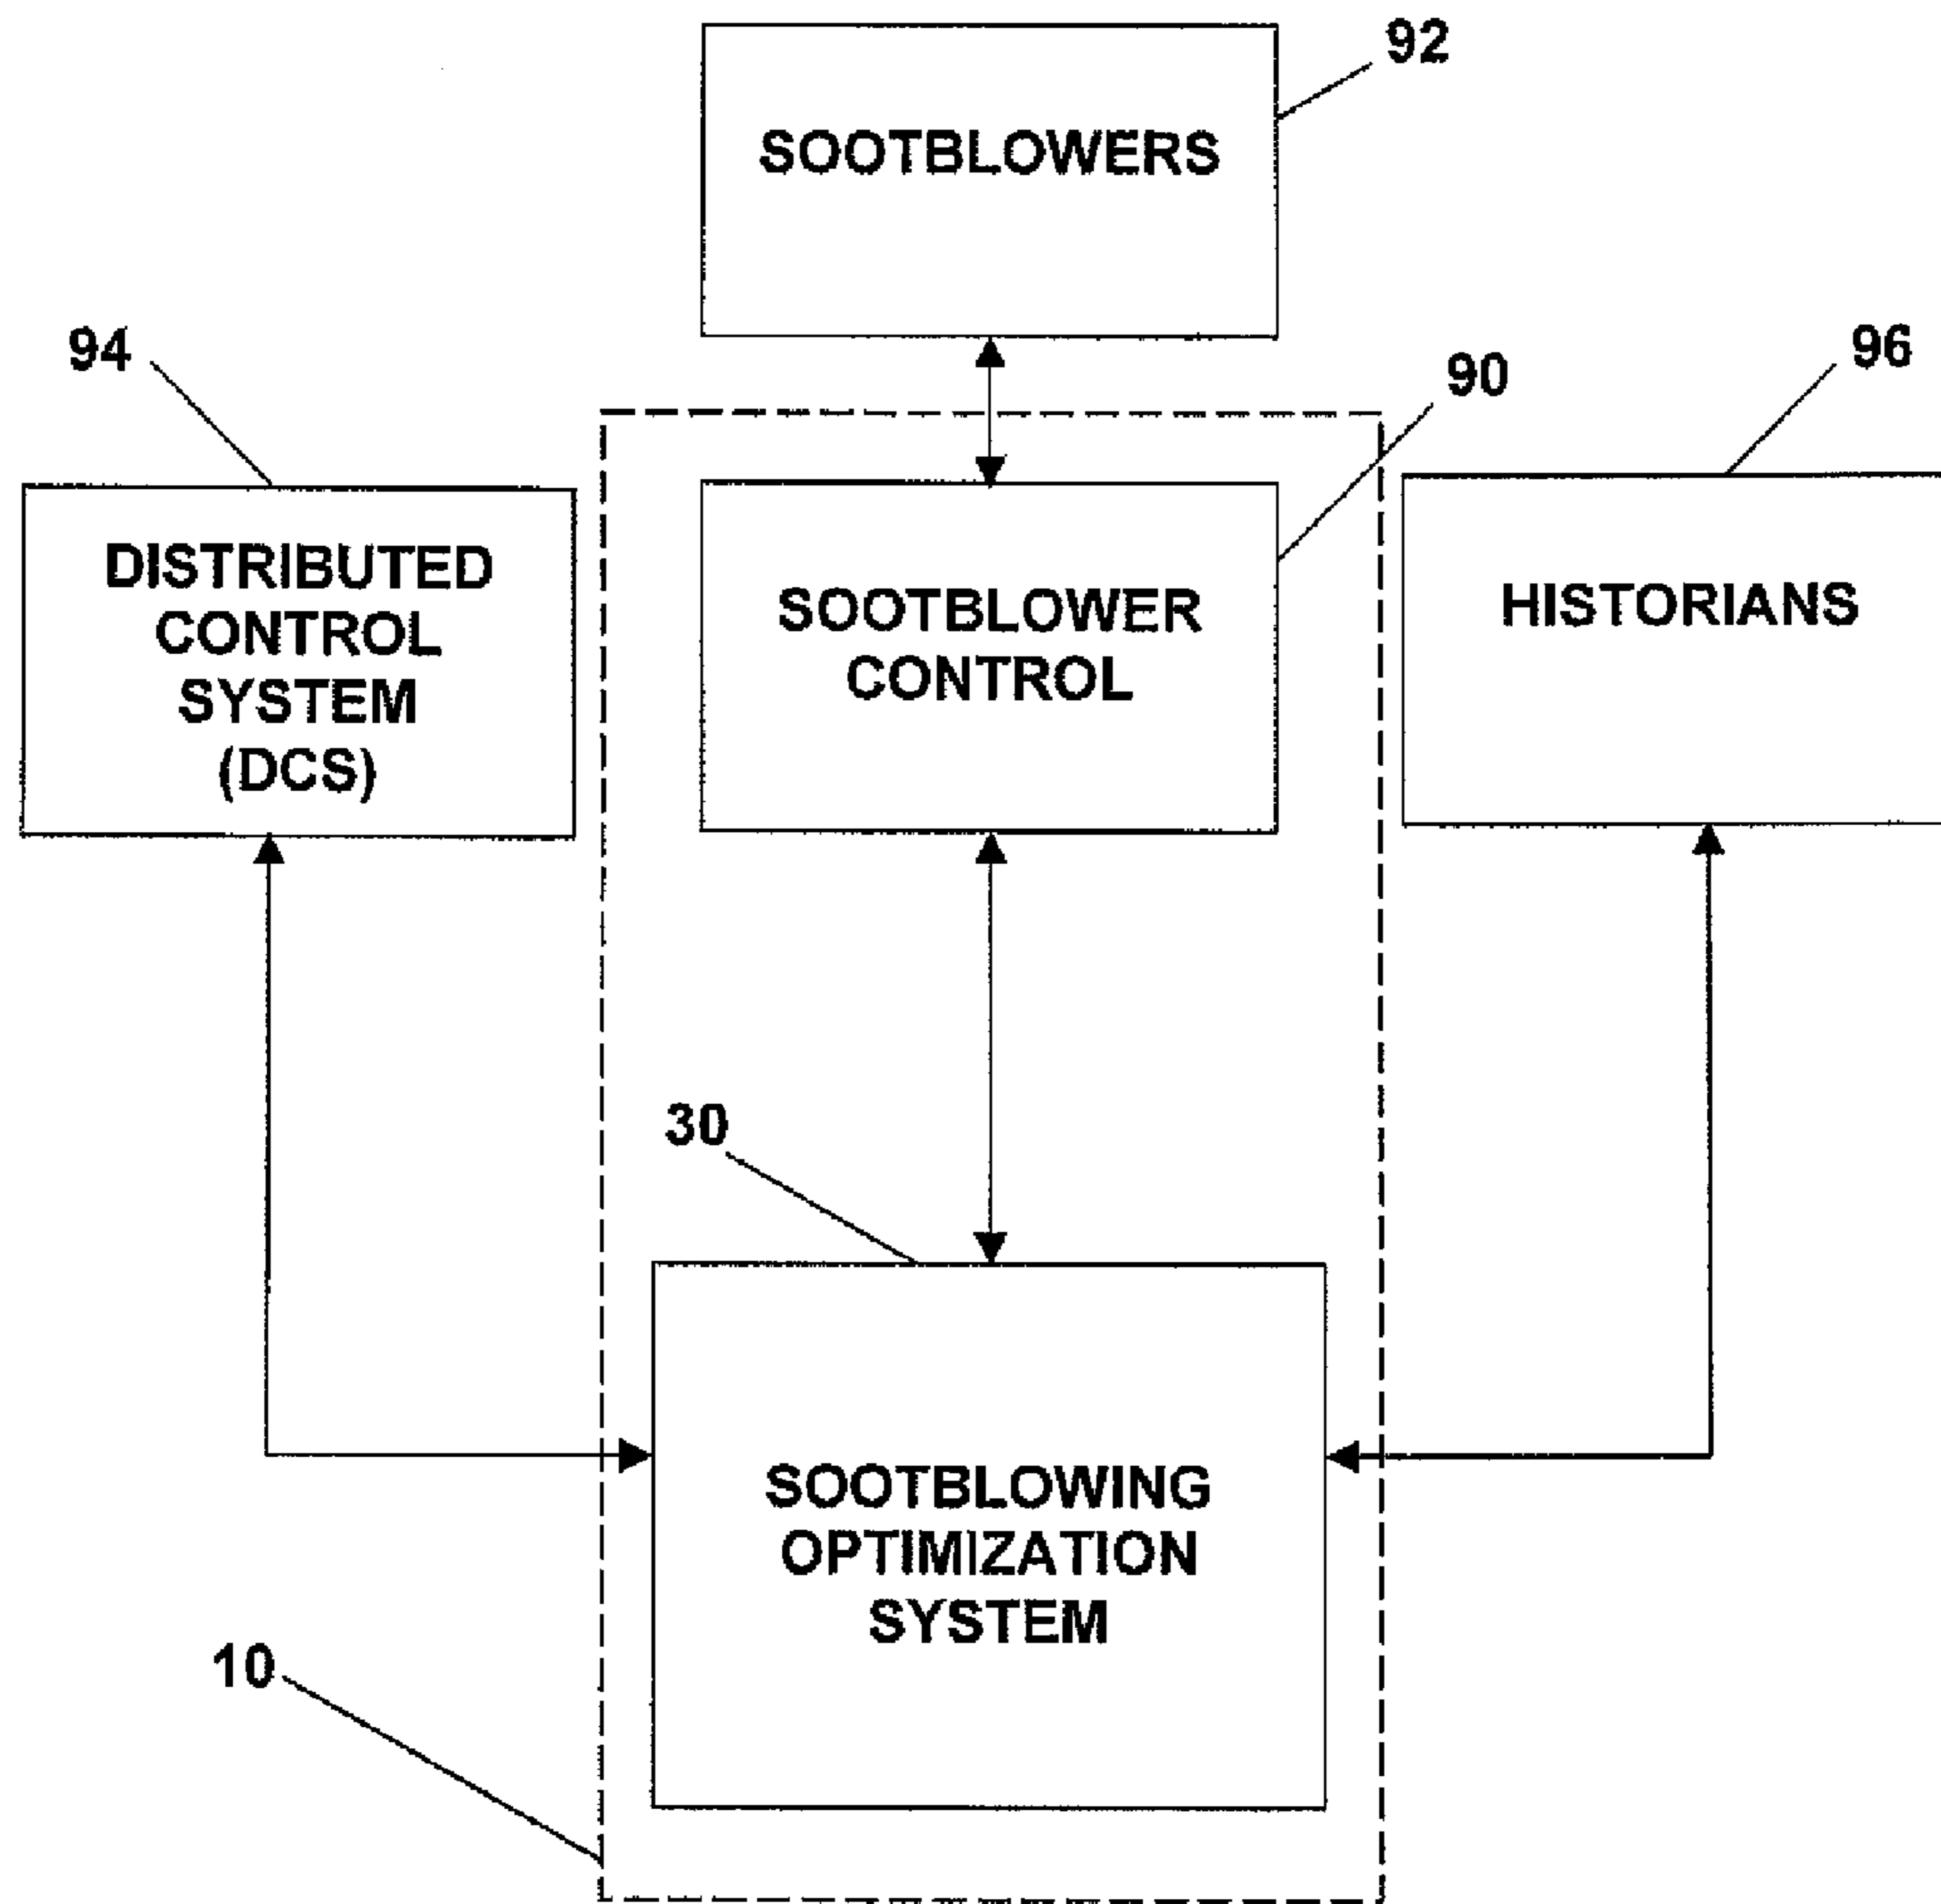 92
SOOTBLOWERS
94
90
96
DISTRIBUTED
CONTROL
SYSTEM
(DCS)
SOOTBLOWER
CONTROL
HISTORIANS
30
SOOTBLOWING
OPTIMIZATION
SYSTEM
10